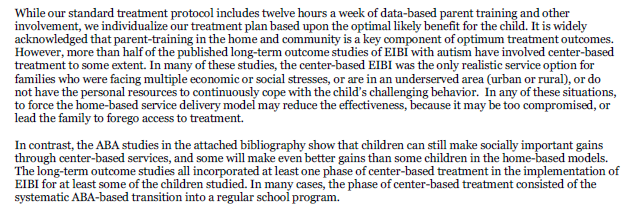 While our standard treatment protocol includes twelve hours a week of data-based parent training and other
involvement, we individualize our treatment plan based upon the optimal likely benefit for the child. It is widely
acknowledged that parent-training in the home and community is a key component of optimum treatment outcomes.
However, more than half of the published long-term outcome studies of EIBI with autism have involved center-based
treatment to some extent. In many of these studies, the center-based EIBI was the only realistic service option for
families who were facing multiple economic or social stresses, or are in an underserved area (urban or rural), or do
not have the personal resources to continuously cope with the child's challenging behavior. In any of these situations,
to force the home-based service delivery model may reduce the effectiveness, because it may be too compromised, or
lead the family to forego access to treatment.

In contrast, the ABA studies in the attached bibliography show that children can still make socially important gains
through center-based services, and some will make even better gains than some children in the home-based models.
The long-term outcome studies all incorporated at least one phase of center-based treatment in the implementation of
EIBI for at least some of the children studied. In many cases, the phase of center-based treatment consisted of the
systematic ABA-based transition into a regular school program.